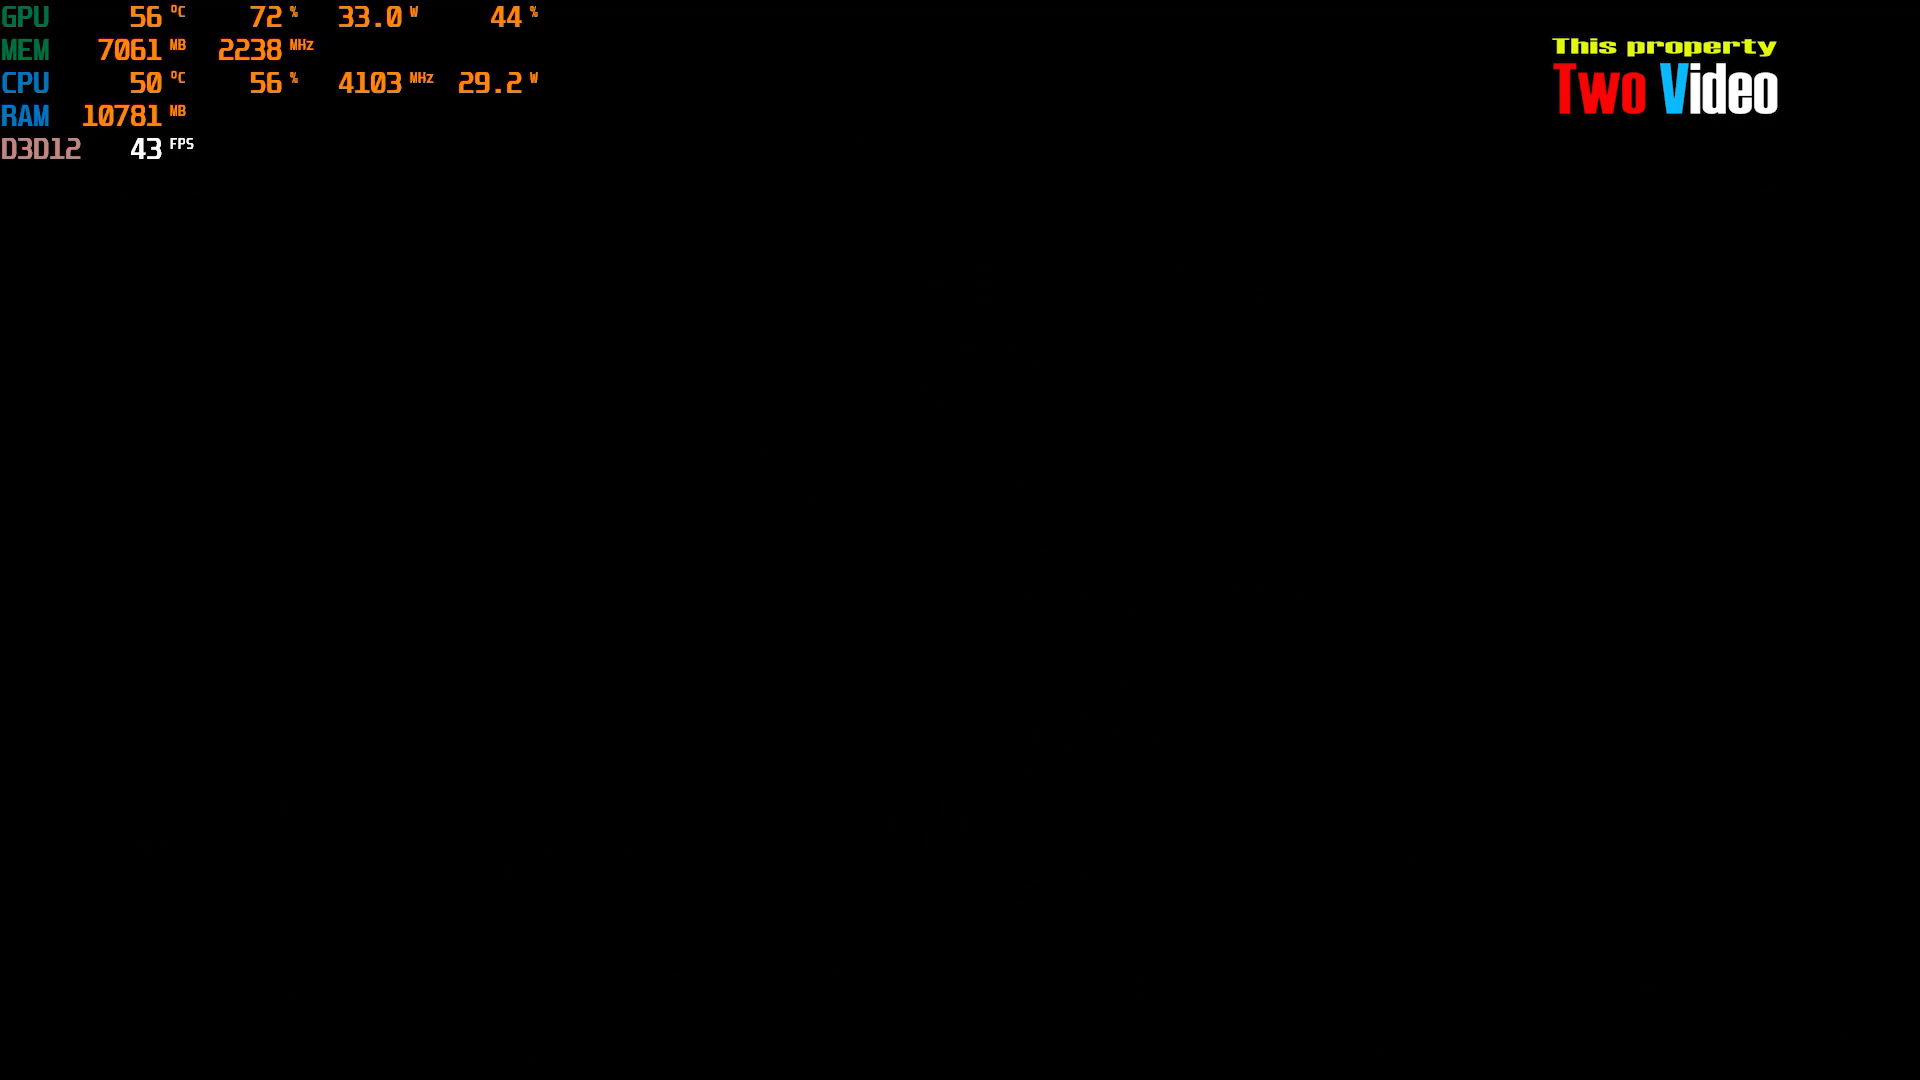 GPU 56 °C 72 % 33.0 W 44 %
MEM 7061 MB 2238 MHz
CPU 50 °C 56 % 4103 MHz 29.2 W
RAM 10781 MB
D3D12 43 FPS
This property
Two Video